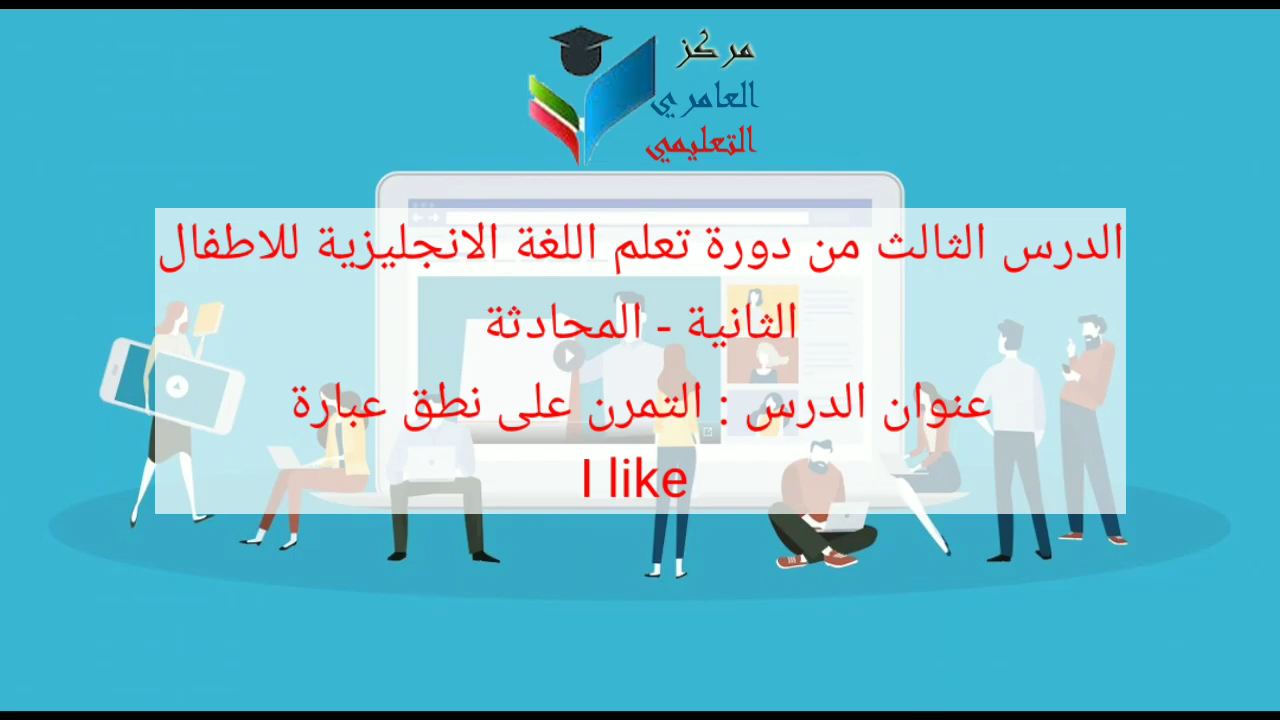 مركز
العامري
التعليمي
الدرس الثالث من دورة تعلم اللغة الانجليزية للاطفال
الثانية - المحادثة
عنوان الدرس : التمرن على نطق عبارة
I like